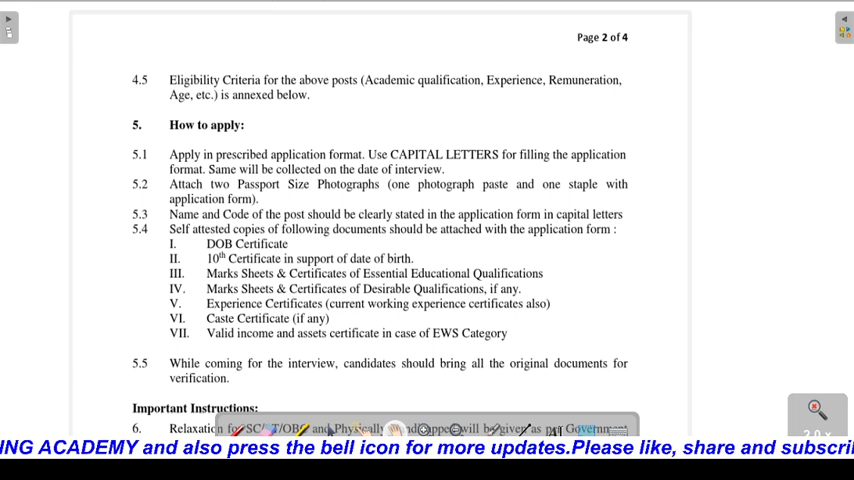 Page 2 of 4
4.5 Eligibility Criteria for the above posts (Academic qualification, Experience, Remuneration,
Age, etc.) is annexed below.
5. How to apply:
5.1 Apply in prescribed application format. Use CAPITAL LETTERS for filling the application
format. Same will be collected on the date of interview.
5.2 Attach two Passport Size Photographs (one photograph paste and one staple with
application form).
5.3 Name and Code of the post should be clearly stated in the application form in capital letters
5.4 Self attested copies of following documents should be attached with the application form :
I. DOB Certificate
II. 10th Certificate in support of date of birth.
III. Marks Sheets & Certificates of Essential Educational Qualifications
IV. Marks Sheets & Certificates of Desirable Qualifications, if any.
V. Experience Certificates (current working experience certificates also)
VI. Caste Certificate (if any)
VII. Valid income and assets certificate in case of EWS Category
5.5 While coming for the interview, candidates should bring all the original documents for
verification.
Important Instructions:
6. Relaxation for and will be given as per Government
2.0 x
ING ACADEMY and also press the bell icon for more updates.Please like, share and subscri